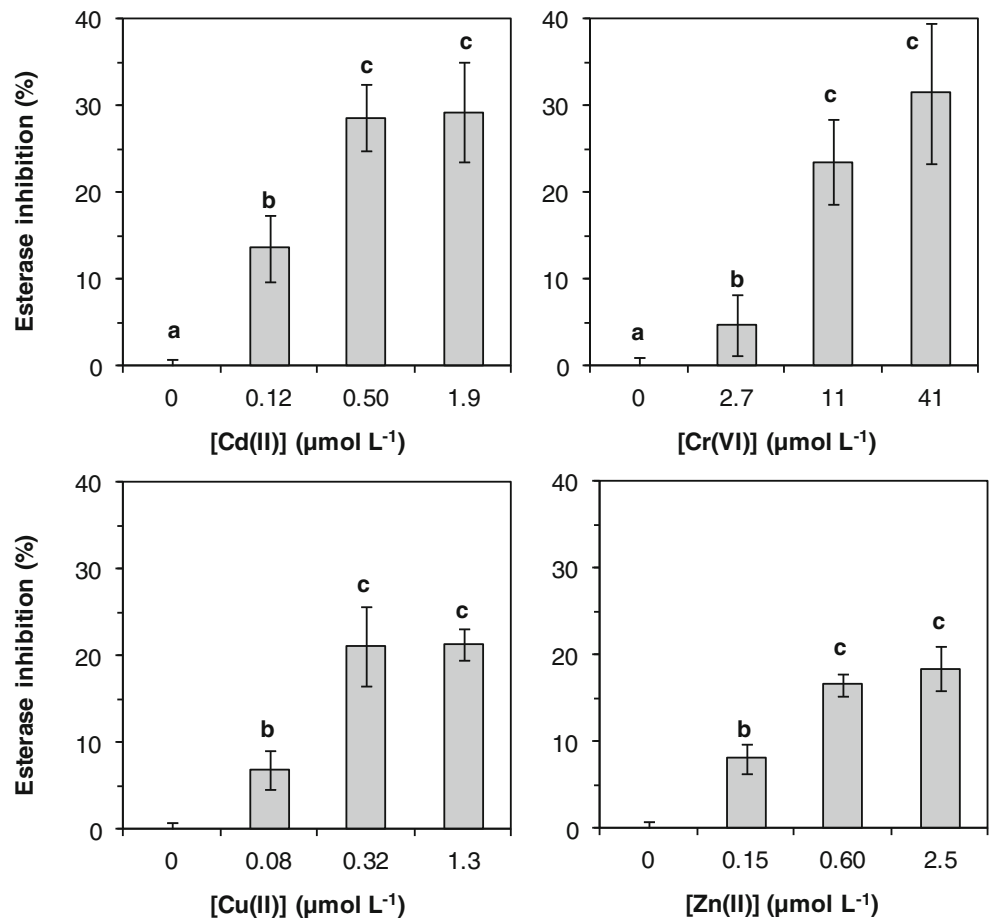 Esterase inhibition (%)
40
30
20
10
0
a
b
c
c
0 0.12 0.50 1.9
[Cd(II)] (µmol L⁻¹)
40
30
20
10
0
a
b
c
c
0 2.7 11 41
[Cr(VI)] (µmol L⁻¹)
Esterase inhibition (%)
40
30
20
10
0
b
c
c
0 0.08 0.32 1.3
[Cu(II)] (µmol L⁻¹)
40
30
20
10
0
b
c
c
0 0.15 0.60 2.5
[Zn(II)] (µmol L⁻¹)